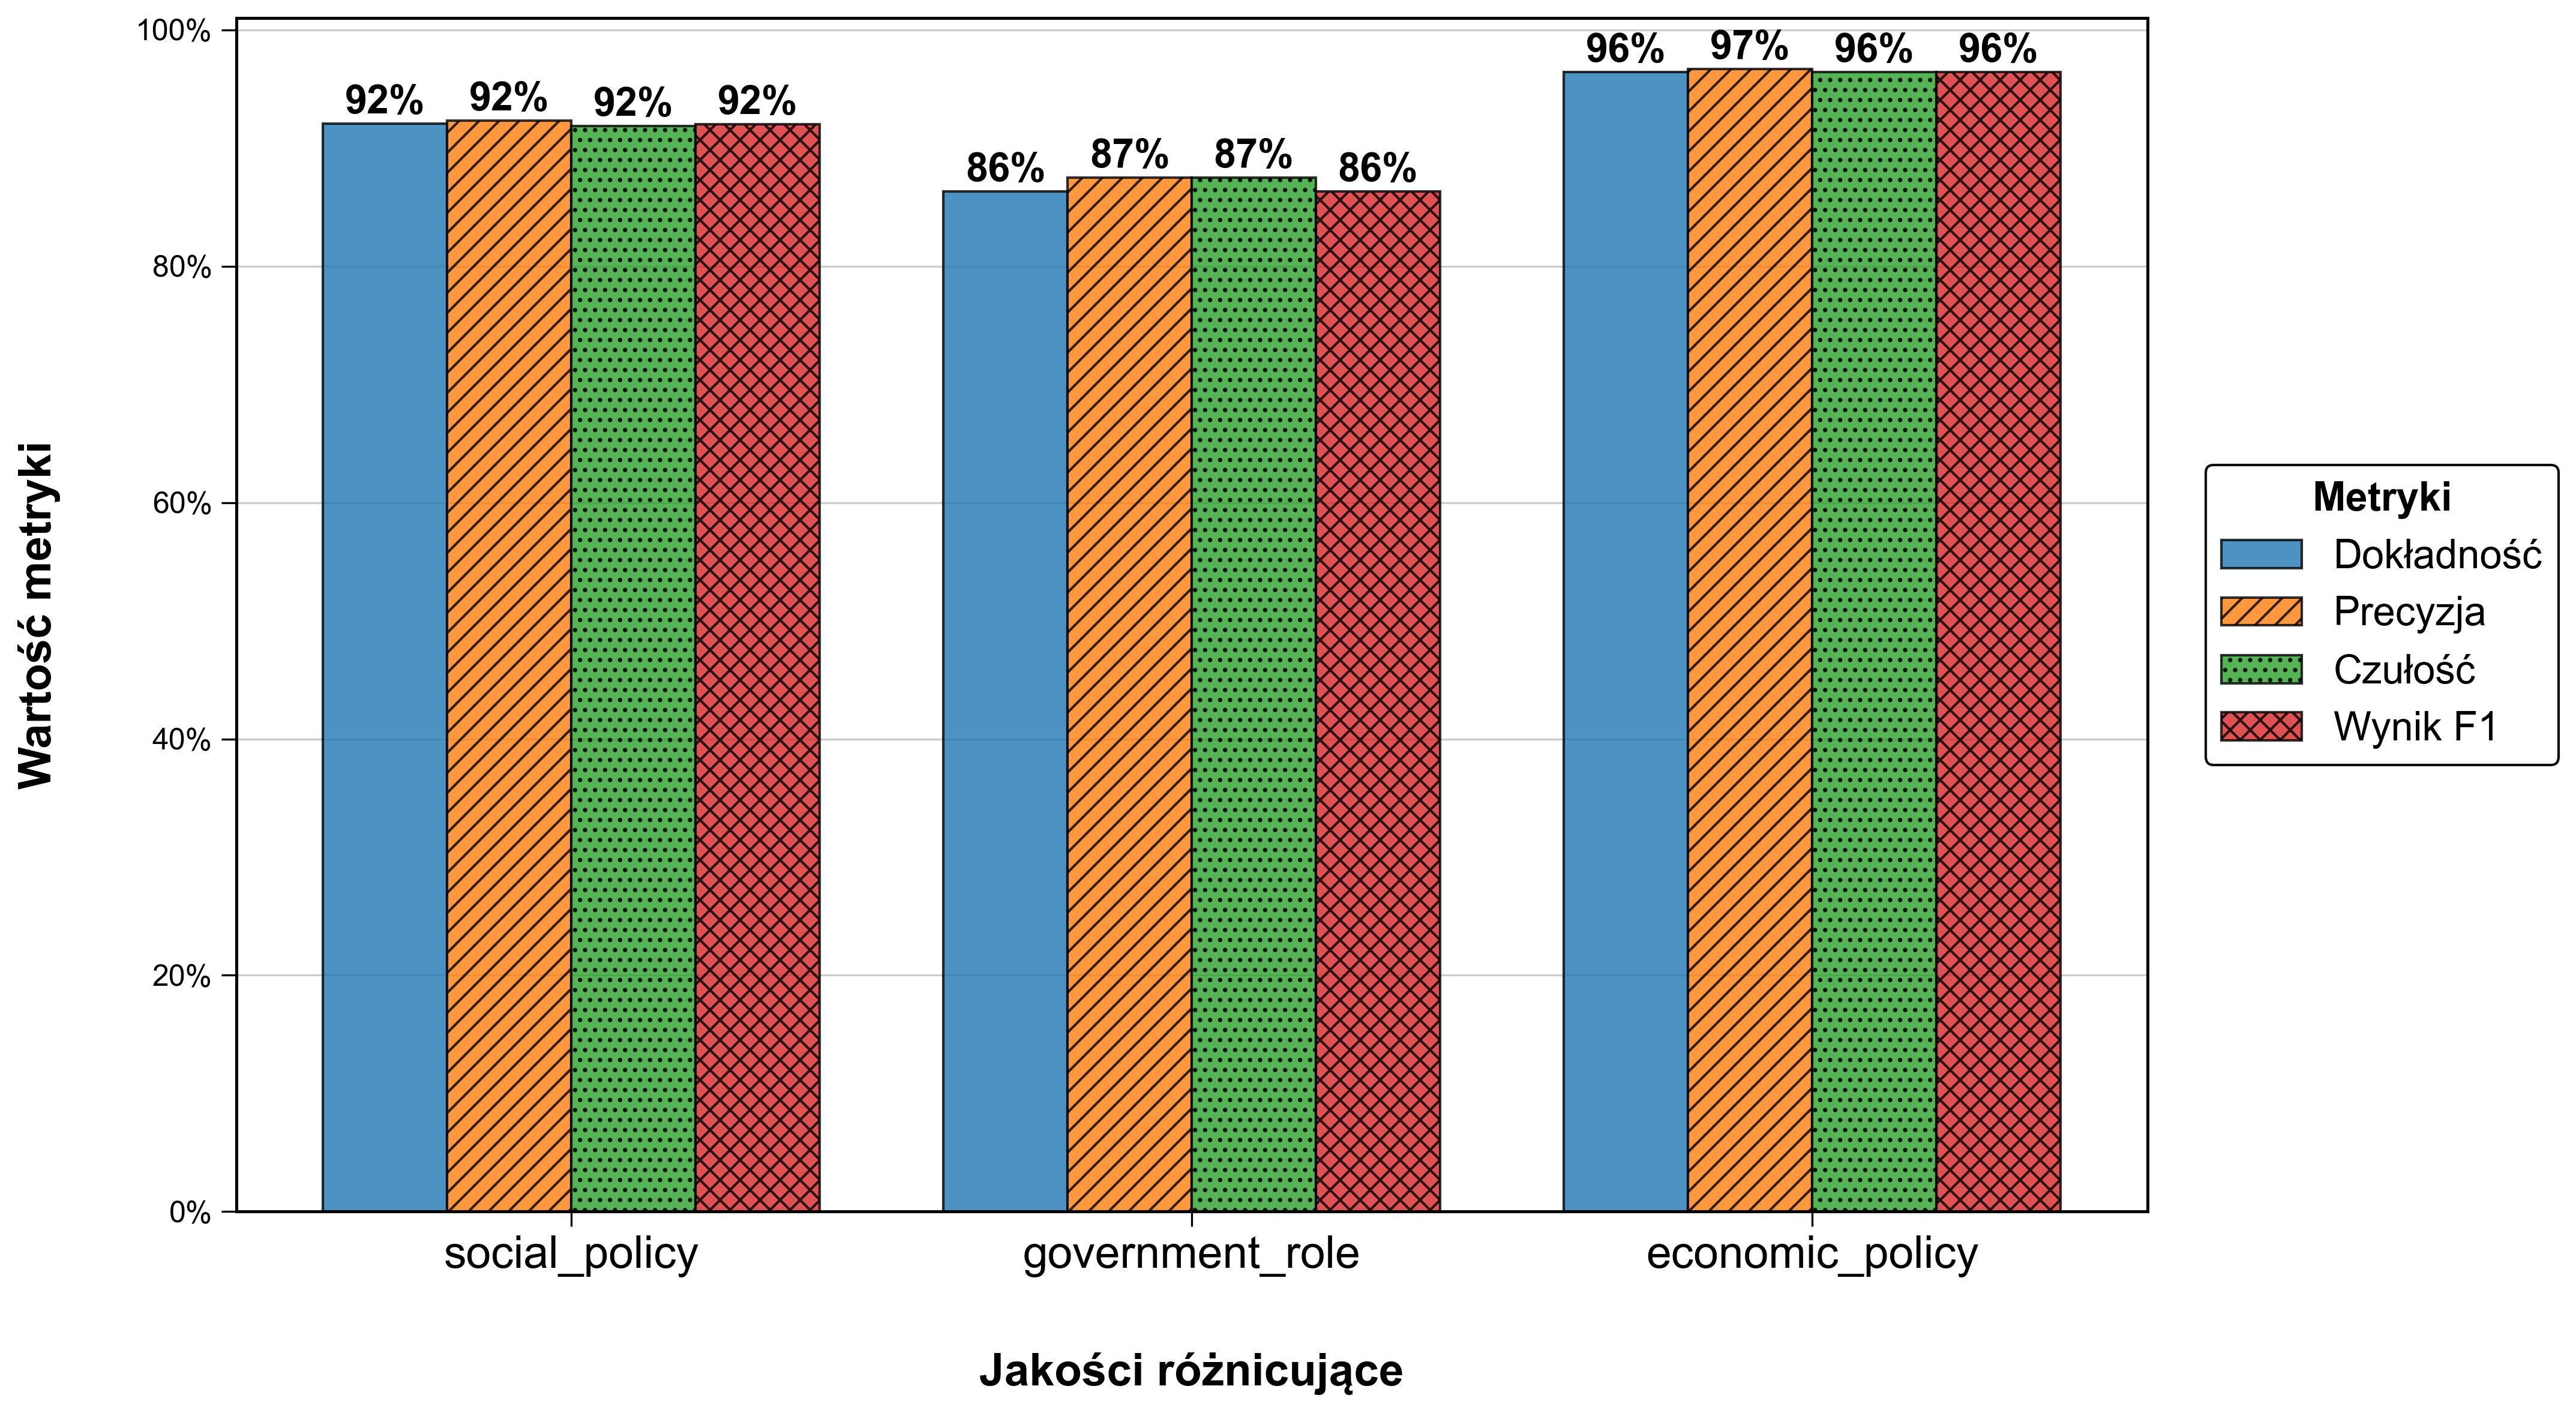 100%
80%
60%
40%
20%
0%
Wartość metryki
92% 92% 92% 92%
86% 87% 87% 86%
96% 97% 96% 96%
social_policy
government_role
economic_policy
Jakości różnicujące
Metryki
Dokładność
Precyzja
Czułość
Wynik F1